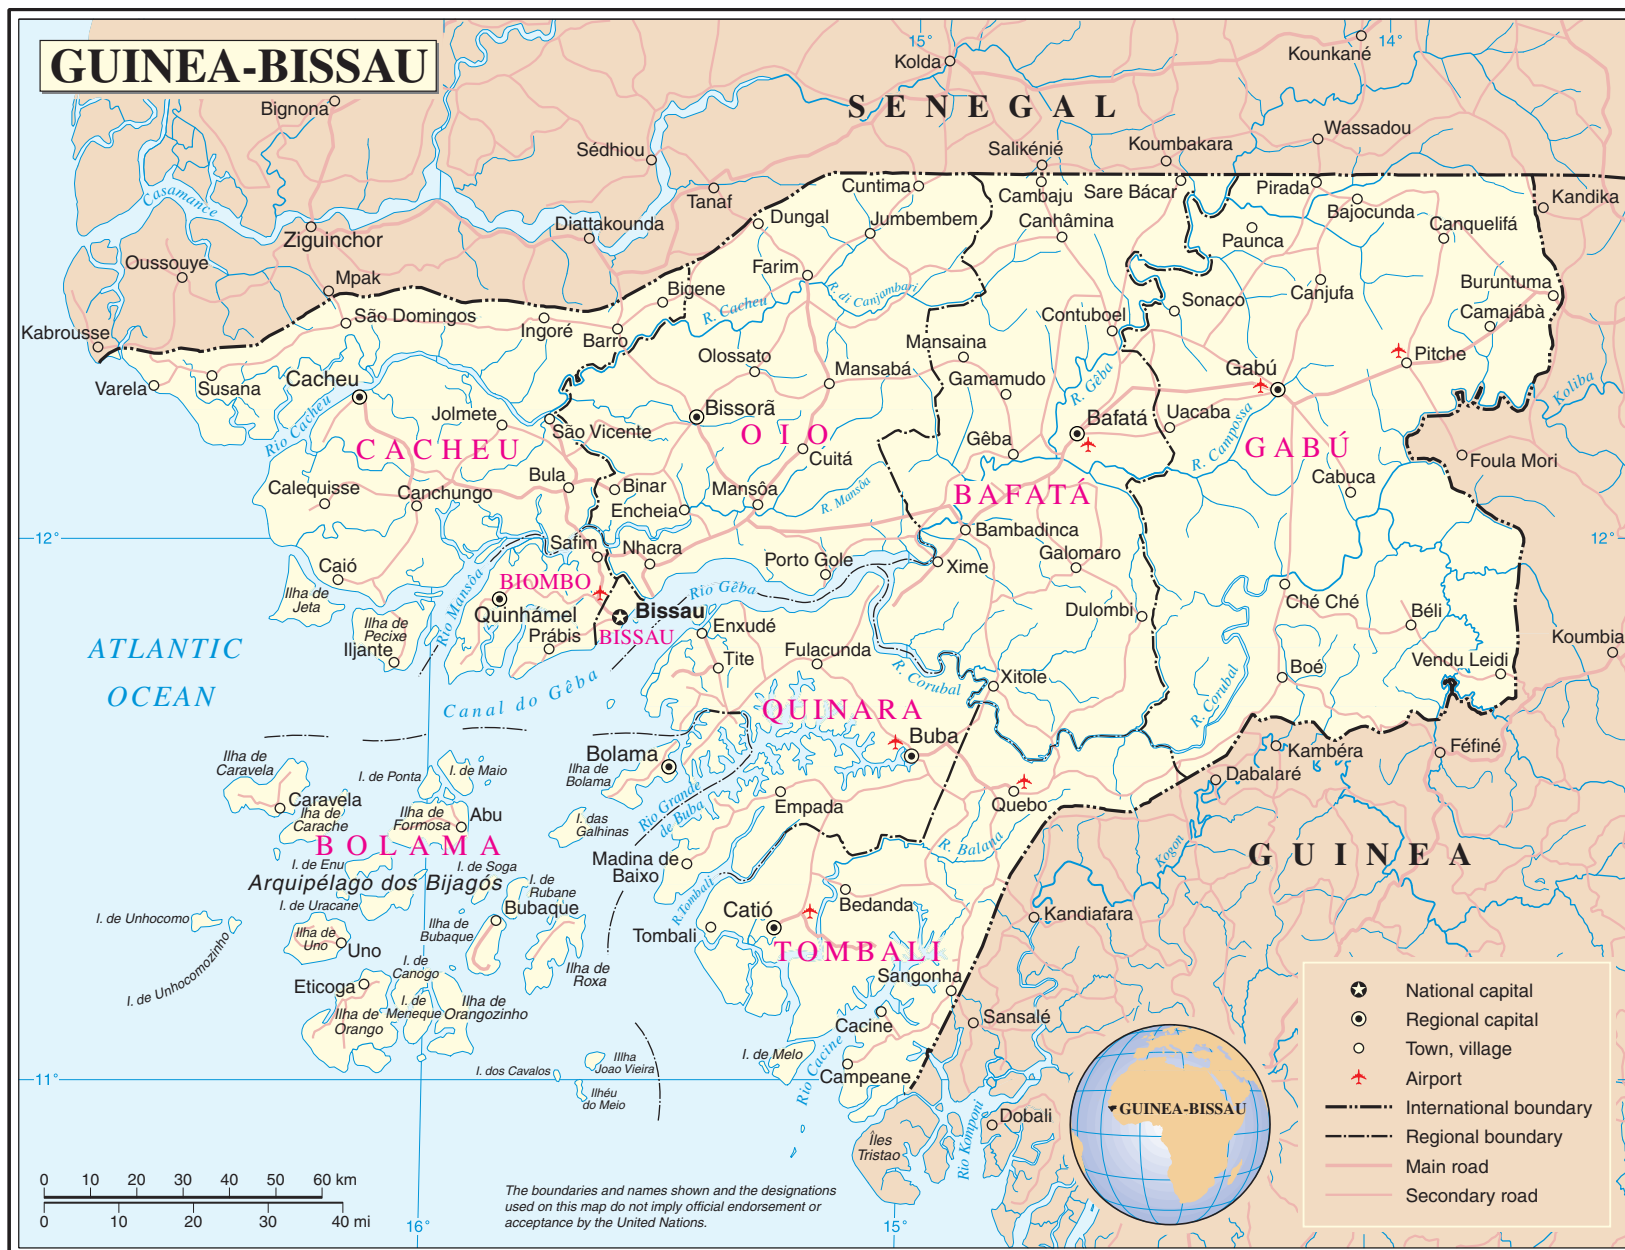 GUINEA-BISSAU
15°
14°
Kounkané
Kolda
Bignona
SENEGAL
Wassadou
Sédhiou
Salikénié
Koumbakara
Casamance
Tanaf
Cuntima
Cambaju
Sare Bácar
Pirada
Kandika
Diattakounda
Dungal
Jumbembem
Canhâmina
Bajocunda
Canquelifá
Ziguinchor
Paunca
Oussouye
Mpak
Farim
R. di Canjambari
Bigene
R. Cacheu
Sonaco
Canjufa
Buruntuma
Kabrousse
São Domingos
Ingoré
Barro
Contuboel
Camajábà
Olossato
Mansaina
Pitche
Varela
Susana
Cacheu
Mansabá
Gamamudo
R. Gêba
Gabú
Koliba
Rio Cacheu
Jolmete
Bissorã
Bafatá
Uacaba
R. Campossa
São Vicente
CACHEU
OIO
Gêba
GABÚ
Cuitá
Foula Mori
Calequisse
Canchungo
Bula
Binar
Mansôa
R. Mansôa
BAFATÁ
Cabuca
Encheia
12°
Safim
Nhacra
Bambadinca
12°
Caió
Porto Gole
Xime
Galomaro
Ilha de
Jeta
Rio Mansôa
BIOMBO
Rio Gêba
Ché Ché
Quinhámel
Bissau
Dulombi
Béli
Ilha de
Pecixe
Prábis
BISSAU
Enxudé
Koumbia
ATLANTIC
OCEAN
Iljante
Tite
Fulacunda
R. Corubal
Xitole
Boé
Vendu Leidi
Canal do Gêba
QUINARA
R. Corubal
Buba
Kambéra
Féfiné
Ilha de
Caravela
I. de Ponta
I. de Maio
Bolama
Ilha de
Bolama
Dabalaré
Caravela
Ilha de
Formosa
Abu
Empada
Quebo
Iha de
Carache
I. das
Galhinas
Rio Grande
de Buba
BOLAMA
R. Balana
Kogon
GUINEA
I. de Enu
I. de Soga
Madina de
Baixo
Arquipélago dos Bijagós
I. de
Rubane
R. Tombali
I. de Uracane
Bubaque
Catió
Bedanda
Kandiafara
I. de Unhocomo
Ilha de
Uno
Uno
Ilha de
Bubaque
Tombali
TOMBALI
I. de Unhocomozinho
I. de
Canogo
Ilha de
Roxa
Sangonha
Eticoga
I. de
Meneque
Ilha de
Orangozinho
Ilha de
Orango
Cacine
Sansalé
I. de Melo
Rio Cacine
Illha
Joao Vieira
I. dos Cavalos
Campeane
11°
Ilhéu
do Meio
Dobali
Îles
Tristao
Rio Komponi
GUINEA-BISSAU
National capital
Regional capital
Town, village
Airport
International boundary
Regional boundary
Main road
Secondary road
0 10 20 30 40 50 60 km
0 10 20 30 40 mi
The boundaries and names shown and the designations
used on this map do not imply official endorsement or
acceptance by the United Nations.
16°
15°